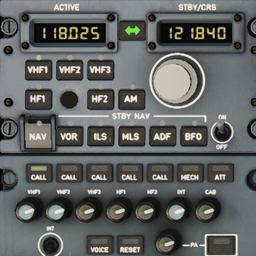 ACTIVE STBY/CRS
118.025 121.840
VHF1 VHF2 VHF3
HF1 HF2 AM
STBY NAV
NAV VOR ILS MLS ADF BFO
ON
OFF
CALL CALL CALL CALL CALL MECH ATT
VHF1 VHF2 VHF3 HF1 HF2 INT CAB
INT
VOICE RESET PA